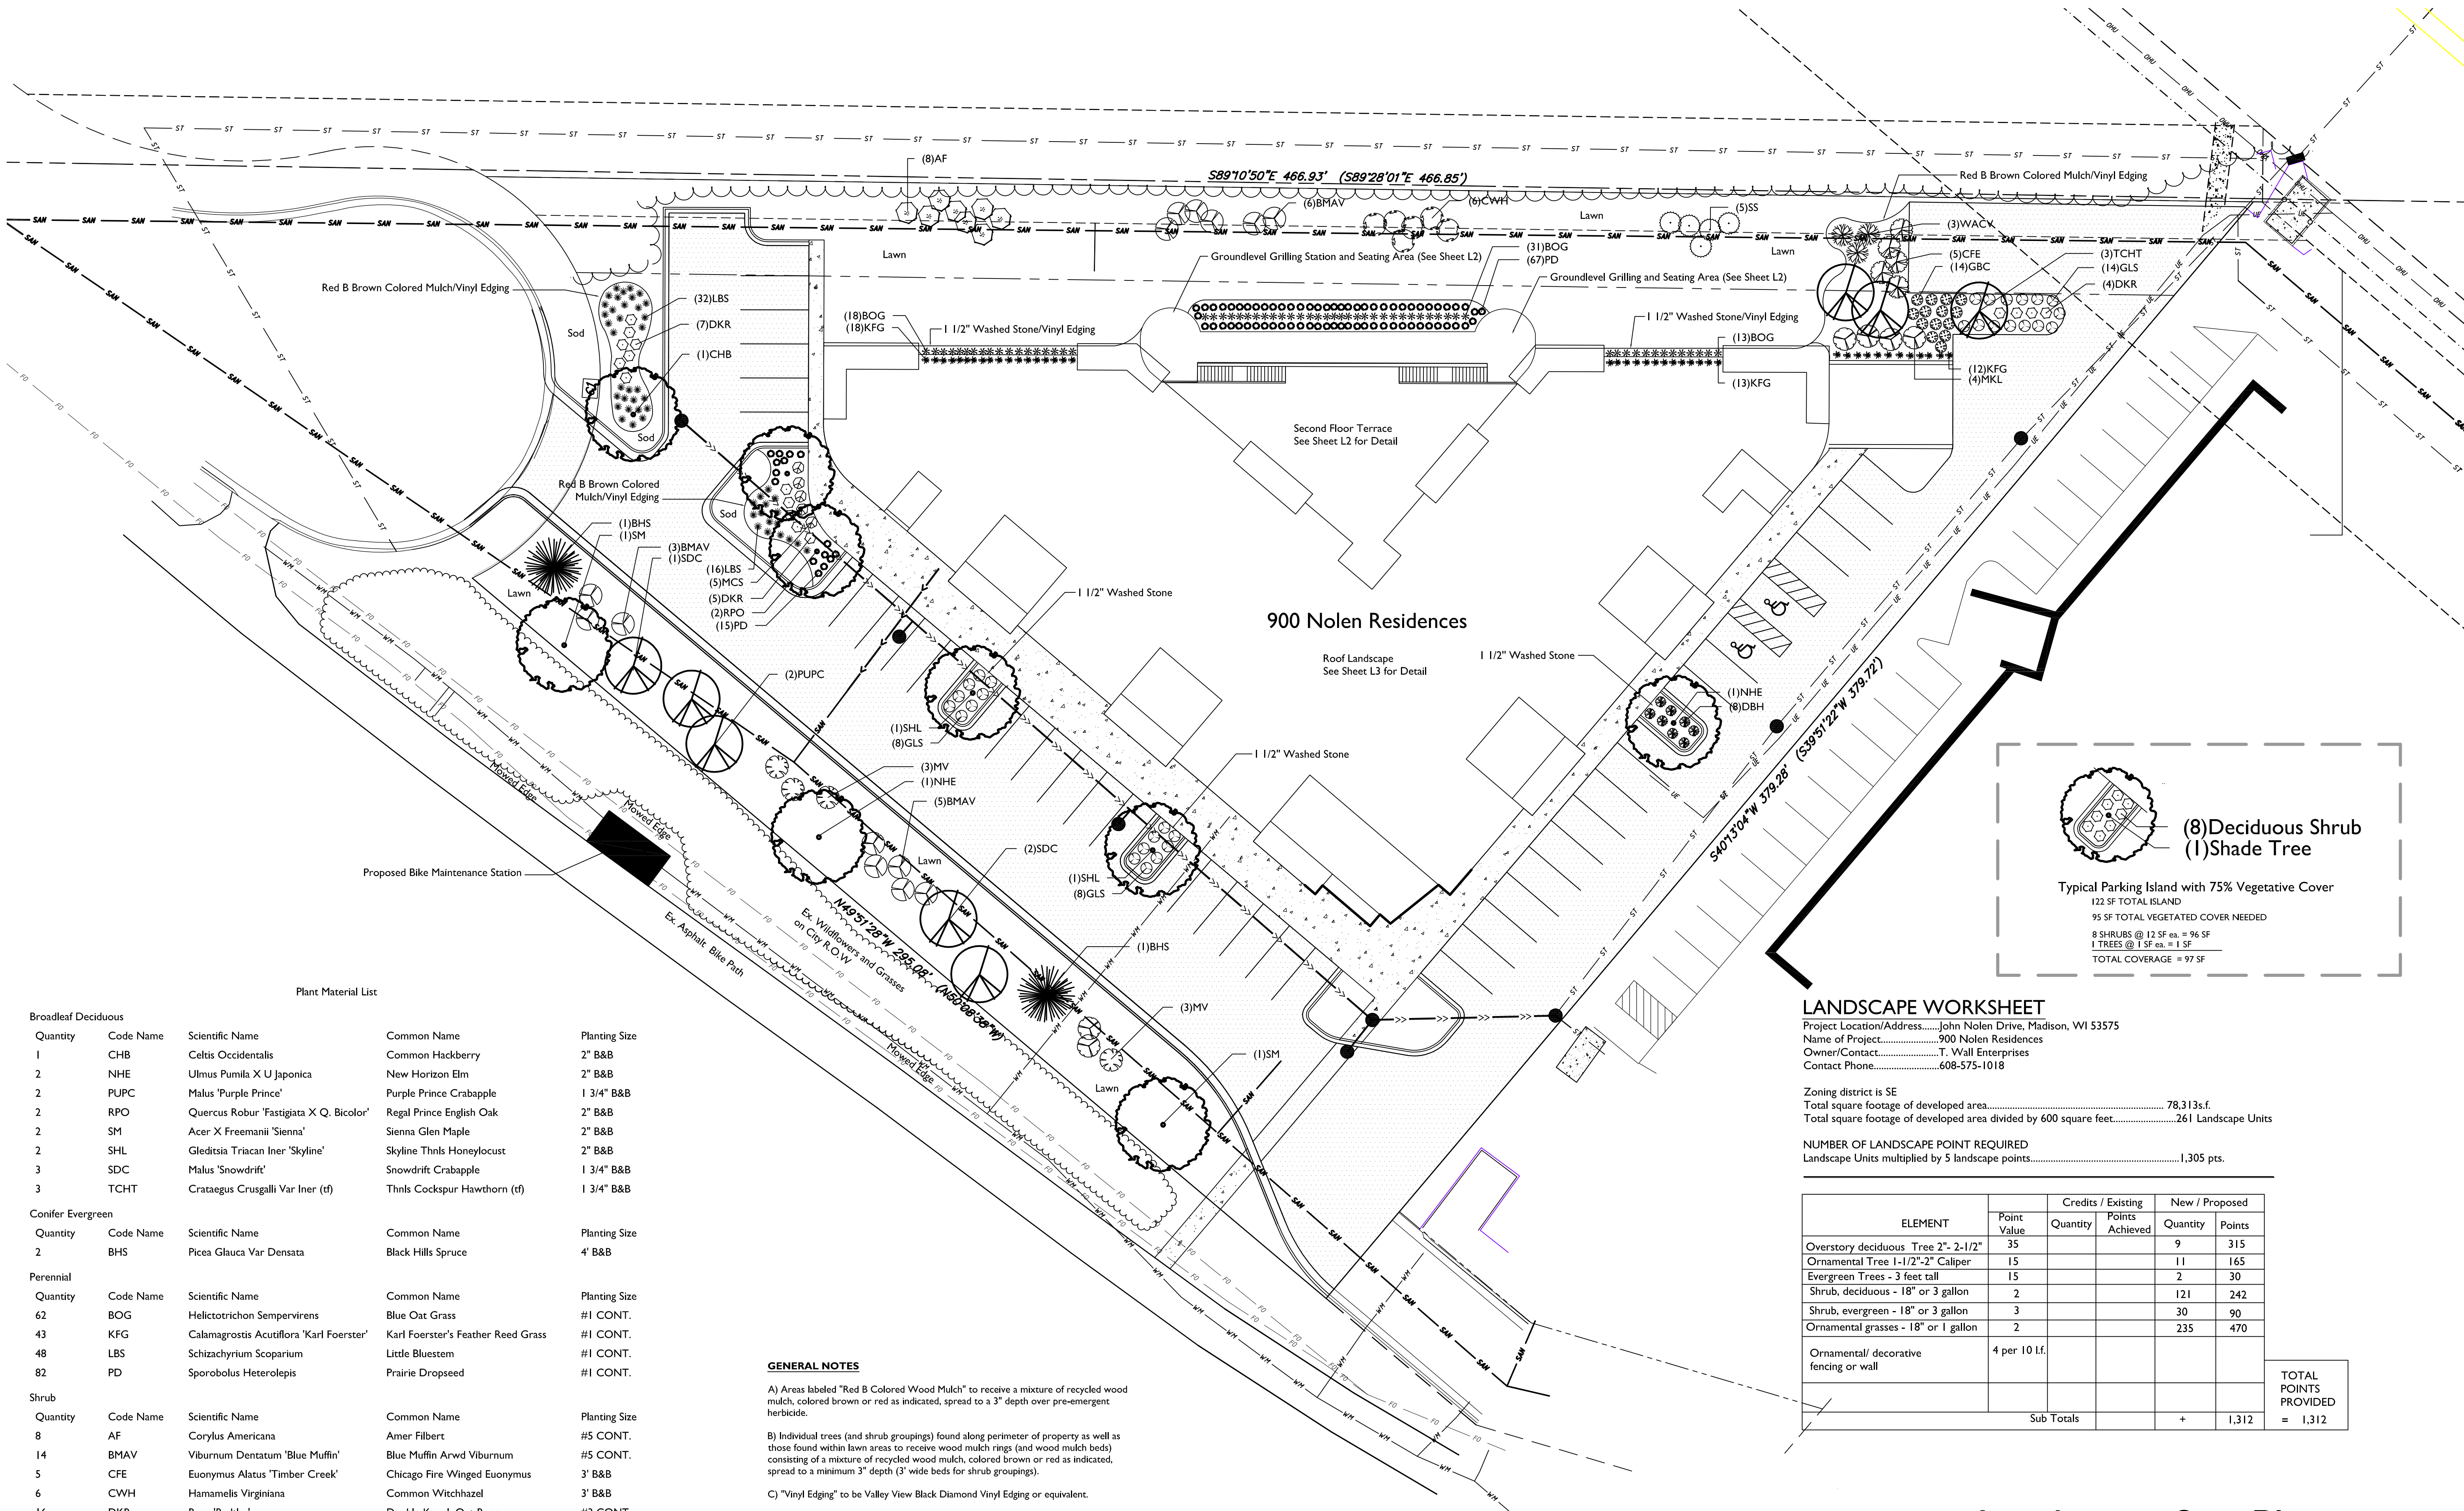 (8)AF
S89°10'50"E 466.93' (S89°28'01"E 466.85')
Red B Brown Colored Mulch/Vinyl Edging
(6)BMAV
(6)CWH
Lawn
(5)SS
(3)WACV
Lawn
Lawn
(31)BOG
(67)PD
(5)CFE
(14)GBC
(3)TCHT
(14)GLS
(4)DKR
Groundlevel Grilling Station and Seating Area (See Sheet L2)
Groundlevel Grilling and Seating Area (See Sheet L2)
Red B Brown Colored Mulch/Vinyl Edging
(32)LBS
(7)DKR
(1)CHB
Sod
Sod
(18)BOG
(18)KFG
1 1/2" Washed Stone/Vinyl Edging
1 1/2" Washed Stone/Vinyl Edging
(13)BOG
(13)KFG
(12)KFG
(4)MKL
Second Floor Terrace
See Sheet L2 for Detail
Red B Brown Colored
Mulch/Vinyl Edging
Sod
(1)BHS
(1)SM
(3)BMAV
(1)SDC
(16)LBS
(5)MCS
(5)DKR
(2)RPO
(15)PD
Lawn
1 1/2" Washed Stone
900 Nolen Residences
Roof Landscape
See Sheet L3 for Detail
1 1/2" Washed Stone
(1)NHE
(8)DBH
(2)PUPC
(1)SHL
(8)GLS
1 1/2" Washed Stone
(3)MV
(1)NHE
(5)BMAV
(2)SDC
Lawn
(1)SHL
(8)GLS
S40°13'04"W 379.28' (S39°51'22"W 379.72')
Mowed Edge
Mowed Edge
Proposed Bike Maintenance Station
Ex. Asphalt Bike Path
Ex. Wildflowers and Grasses
on City R.O.W
N49°51'28"W 295.08'
(N50°08'38"W)
Mowed Edge
(1)BHS
(3)MV
(1)SM
Lawn
(8)Deciduous Shrub
(1)Shade Tree
Typical Parking Island with 75% Vegetative Cover
122 SF TOTAL ISLAND
95 SF TOTAL VEGETATED COVER NEEDED
8 SHRUBS @ 12 SF ea. = 96 SF
1 TREES @ 1 SF ea. = 1 SF
TOTAL COVERAGE = 97 SF
Plant Material List
Broadleaf Deciduous
Quantity Code Name Scientific Name Common Name Planting Size
1 CHB Celtis Occidentalis Common Hackberry 2" B&B
2 NHE Ulmus Pumila X U Japonica New Horizon Elm 2" B&B
2 PUPC Malus 'Purple Prince' Purple Prince Crabapple 1 3/4" B&B
2 RPO Quercus Robur 'Fastigiata X Q. Bicolor' Regal Prince English Oak 2" B&B
2 SM Acer X Freemanii 'Sienna' Sienna Glen Maple 2" B&B
2 SHL Gleditsia Triacan Iner 'Skyline' Skyline Thnls Honeylocust 2" B&B
3 SDC Malus 'Snowdrift' Snowdrift Crabapple 1 3/4" B&B
3 TCHT Crataegus Crusgalli Var Iner (tf) Thnls Cockspur Hawthorn (tf) 1 3/4" B&B
Conifer Evergreen
Quantity Code Name Scientific Name Common Name Planting Size
2 BHS Picea Glauca Var Densata Black Hills Spruce 4' B&B
Perennial
Quantity Code Name Scientific Name Common Name Planting Size
62 BOG Helictotrichon Sempervirens Blue Oat Grass #1 CONT.
43 KFG Calamagrostis Acutiflora 'Karl Foerster' Karl Foerster's Feather Reed Grass #1 CONT.
48 LBS Schizachyrium Scoparium Little Bluestem #1 CONT.
82 PD Sporobolus Heterolepis Prairie Dropseed #1 CONT.
Shrub
Quantity Code Name Scientific Name Common Name Planting Size
8 AF Corylus Americana Amer Filbert #5 CONT.
14 BMAV Viburnum Dentatum 'Blue Muffin' Blue Muffin Arwd Viburnum #5 CONT.
5 CFE Euonymus Alatus 'Timber Creek' Chicago Fire Winged Euonymus 3' B&B
6 CWH Hamamelis Virginiana Common Witchhazel 3' B&B
GENERAL NOTES
A) Areas labeled "Red B Colored Wood Mulch" to receive a mixture of recycled wood
mulch, colored brown or red as indicated, spread to a 3" depth over pre-emergent
herbicide.
B) Individual trees (and shrub groupings) found along perimeter of property as well as
those found within lawn areas to receive wood mulch rings (and wood mulch beds)
consisting of a mixture of recycled wood mulch, colored brown or red as indicated,
spread to a minimum 3" depth (3' wide beds for shrub groupings).
C) "Vinyl Edging" to be Valley View Black Diamond Vinyl Edging or equivalent.
LANDSCAPE WORKSHEET
Project Location/Address.......John Nolen Drive, Madison, WI 53575
Name of Project.......................900 Nolen Residences
Owner/Contact.......................T. Wall Enterprises
Contact Phone..........................608-575-1018
Zoning district is SE
Total square footage of developed area...................................................................... 78,313s.f.
Total square footage of developed area divided by 600 square feet.........................261 Landscape Units
NUMBER OF LANDSCAPE POINT REQUIRED
Landscape Units multiplied by 5 landscape points...........................................................1,305 pts.
Credits / Existing New / Proposed
ELEMENT Point Value Quantity Points Achieved Quantity Points
Overstory deciduous Tree 2"- 2-1/2" 35 9 315
Ornamental Tree 1-1/2"-2" Caliper 15 11 165
Evergreen Trees - 3 feet tall 15 2 30
Shrub, deciduous - 18" or 3 gallon 2 121 242
Shrub, evergreen - 18" or 3 gallon 3 30 90
Ornamental grasses - 18" or 1 gallon 2 235 470
Ornamental/ decorative fencing or wall 4 per 10 l.f.
TOTAL
POINTS
PROVIDED
Sub Totals + 1,312 = 1,312